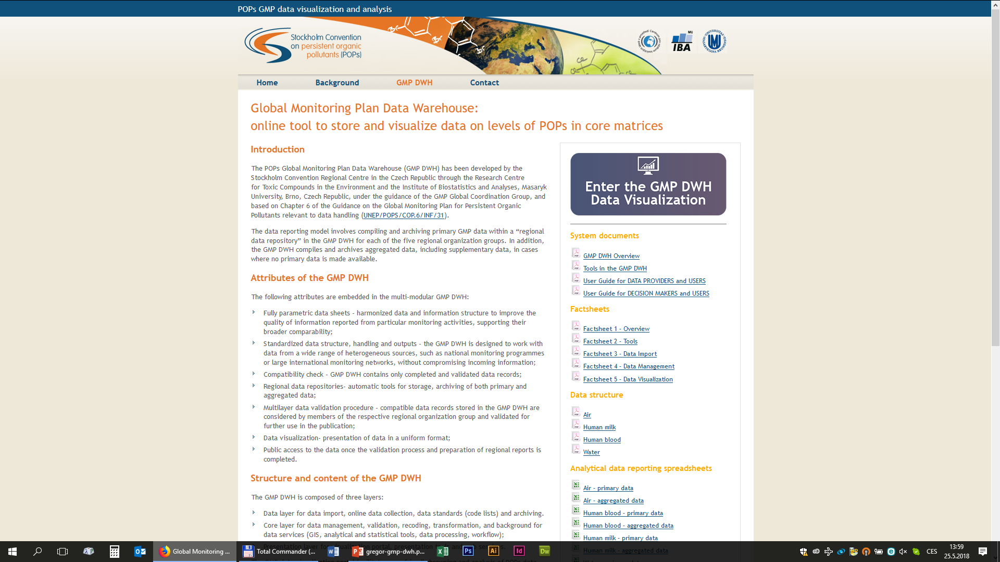 POPs GMP data visualization and analysis
Stockholm Convention
on persistent organic
pollutants (POPs)
MU
IBA
Home
Background
GMP DWH
Contact
Global Monitoring Plan Data Warehouse:
online tool to store and visualize data on levels of POPs in core matrices
Introduction
The POPs Global Monitoring Plan Data Warehouse (GMP DWH) has been developed by the
Stockholm Convention Regional Centre in the Czech Republic through the Research Centre
for Toxic Compounds in the Environment and the Institute of Biostatistics and Analyses, Masaryk
University, Brno, Czech Republic, under the guidance of the GMP Global Coordination Group, and
based on Chapter 6 of the Guidance on the Global Monitoring Plan for Persistent Organic
Pollutants relevant to data handling (UNEP/POPS/COP.6/INF/31).
The data reporting model involves compiling and archiving primary GMP data within a “regional
data repository” in the GMP DWH for each of the five regional organization groups. In addition,
the GMP DWH compiles and archives aggregated data, including supplementary data, in cases
where no primary data is made available.
Attributes of the GMP DWH
The following attributes are embedded in the multi-modular GMP DWH:
Fully parametric data sheets - harmonized data and information structure to improve the
quality of information reported from particular monitoring activities, supporting their
broader comparability;
Standardized data structure, handling and outputs - the GMP DWH is designed to work with
data from a wide range of heterogeneous sources, such as national monitoring programmes
or large international monitoring networks, without compromising incoming information;
Compatibility check - GMP DWH contains only completed and validated data records;
Regional data repositories- automatic tools for storage, archiving of both primary and
aggregated data;
Multilayer data validation procedure - compatible data records stored in the GMP DWH are
considered by members of the respective regional organization group and validated for
further use in the publication;
Data visualization- presentation of data in a uniform format;
Public access to the data once the validation process and preparation of regional reports is
completed.
Structure and content of the GMP DWH
The GMP DWH is composed of three layers:
Data layer for data import, online data collection, data standards (code lists) and archiving.
Core layer for data management, validation, recoding, transformation, and background for
data services (GIS, analytical and statistical tools, data processing, workflow);
Enter the GMP DWH
Data Visualization
System documents
GMP DWH Overview
Tools in the GMP DWH
User Guide for DATA PROVIDERS and USERS
User Guide for DECISION MAKERS and USERS
Factsheets
Factsheet 1 - Overview
Factsheet 2 - Tools
Factsheet 3 - Data Import
Factsheet 4 - Data Management
Factsheet 5 - Data Visualization
Data structure
Air
Human milk
Human blood
Water
Analytical data reporting spreadsheets
Air - primary data
Air - aggregated data
Human blood - primary data
Human blood - aggregated data
Human milk - primary data
Human milk - aggregated data
Global Monitoring ...
Total Commander (...
gregor-gmp-dwh.p...
Ps
Ai
Id
Dw
CES
13:59
25.5.2018